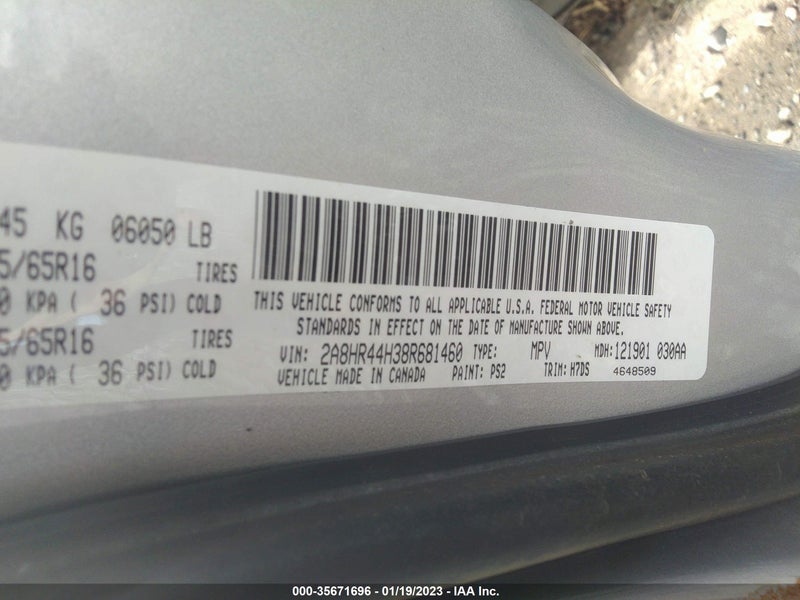 45 KG 06050 LB
5/65R16 TIRES
0 KPA ( 36 PSI) COLD
5/65R16 TIRES
0 KPA ( 36 PSI) COLD
THIS VEHICLE CONFORMS TO ALL APPLICABLE U.S.A. FEDERAL MOTOR VEHICLE SAFETY
STANDARDS IN EFFECT ON THE DATE OF MANUFACTURE SHOWN ABOVE.
VIN: 2A8HR44H38R681460 TYPE: MPV MDH: 121901 030AA
VEHICLE MADE IN CANADA PAINT: PS2 TRIM: H7DS 4648509
000-35671696 - 01/19/2023 - IAA Inc.